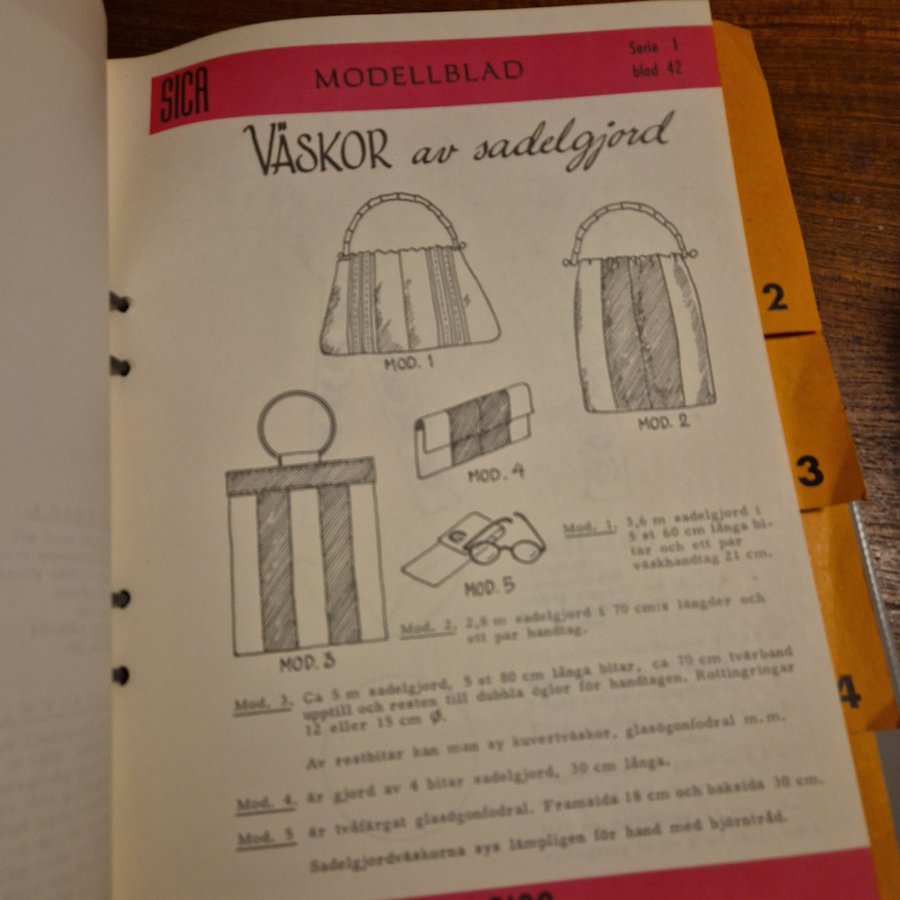 SICA
MODELLBLAD
Serie 1
blad 42
VÄSKOR av sadelgjord
MOD. 1
MOD. 2
MOD. 4
MOD. 5
MOD. 3
Mod. 1. 3,6 m sadelgjord i
5 st 60 cm långa bi-
tar och ett par
väskhandtag 21 cm.
Mod. 2. 2,8 m sadelgjord i 70 cm:s längder och
ett par handtag.
Mod. 3. Ca 5 m sadelgjord, 5 st 80 cm långa bitar, ca 70 cm tvärband
upptill och resten till dubbla öglor för handtagen. Rottingringar
12 eller 15 cm Ø.
Av restbitar kan man sy kuvertväskor, glasögonfodral m.m.
Mod. 4. är gjord av 4 bitar sadelgjord, 30 cm långa.
Mod. 5 är tvåfärgat glasögonfodral. Framsida 18 cm och baksida 30 cm.
Sadelgjordväskorna sys lämpligen för hand med björntråd.
2
3
4